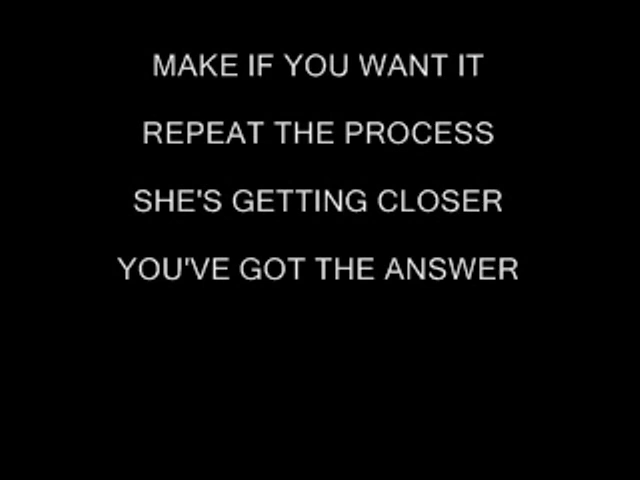 MAKE IF YOU WANT IT
REPEAT THE PROCESS
SHE'S GETTING CLOSER
YOU'VE GOT THE ANSWER